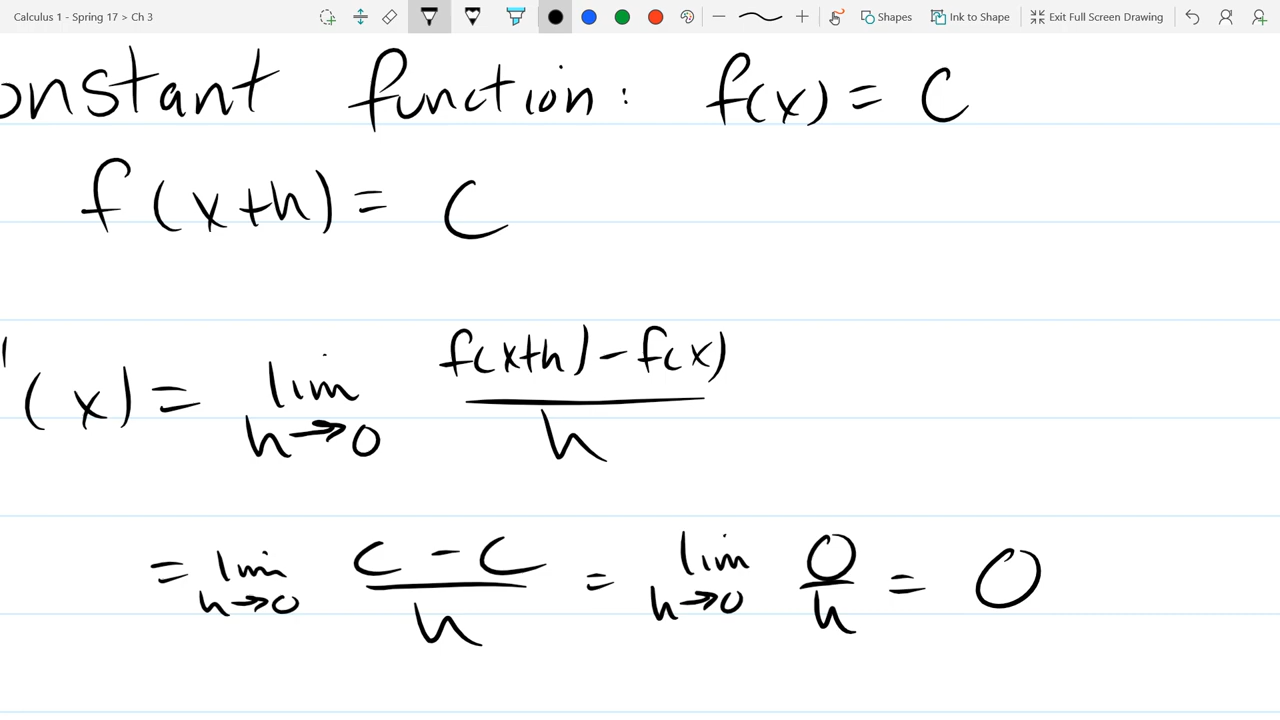 Calculus 1 - Spring 17 > Ch 3 Shapes Ink to Shape Exit Full Screen Drawing
onstant function: f(x) = C
f(x+h) = C
'(x) = lim h→0 f(x+h) - f(x) / h
= lim h→0 C - C / h = lim h→0 0 / h = 0